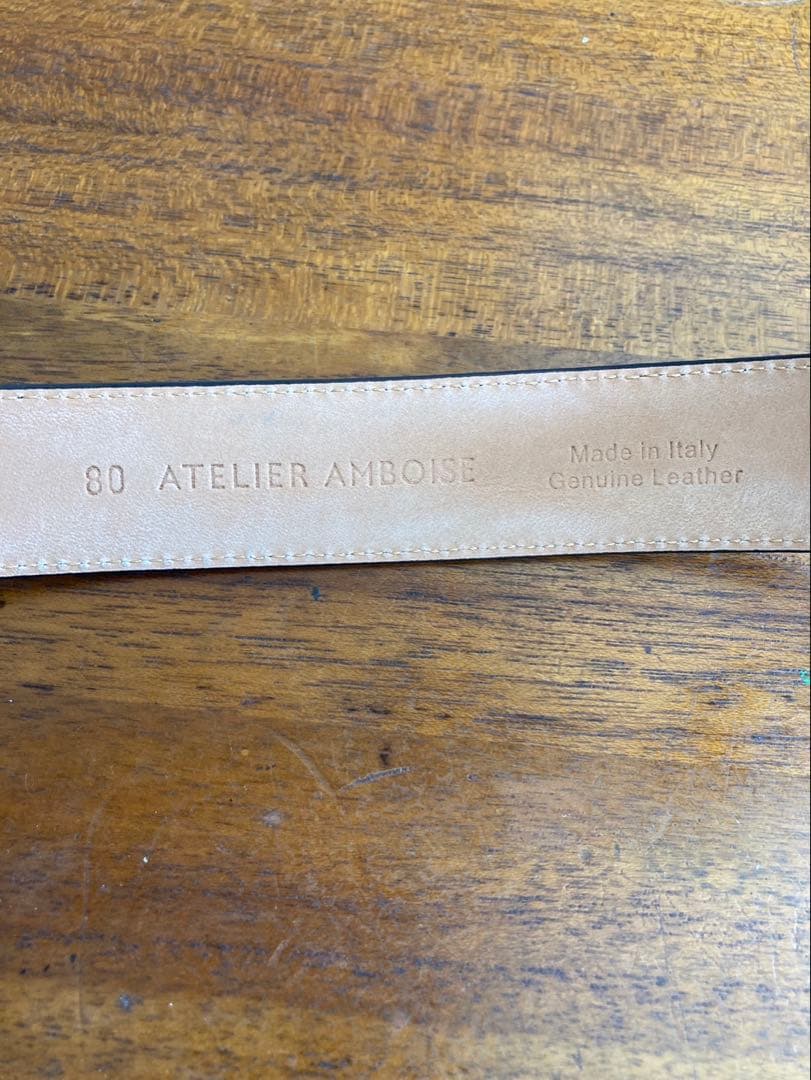 80 ATELIER AMBOISE
Made in Italy
Genuine Leather